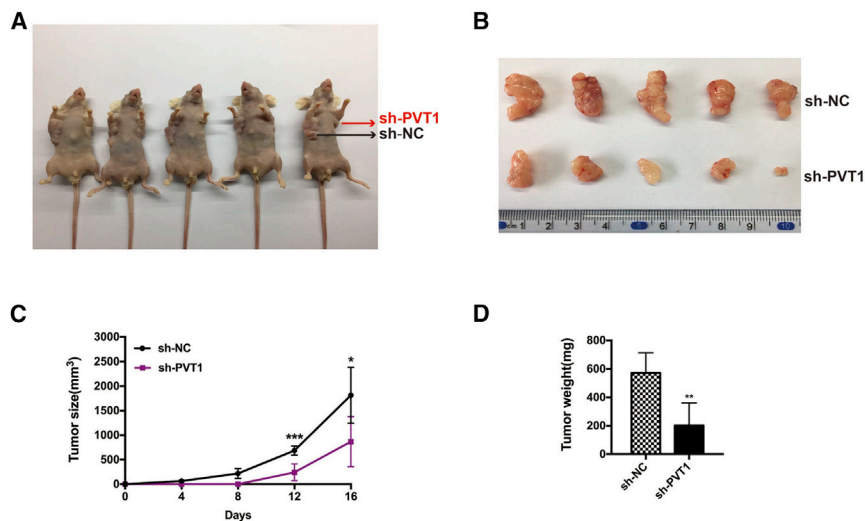 A
sh-PVT1
sh-NC
B
sh-NC
sh-PVT1
cm 1 2 3 4 5 6 7 8 9 10
C
sh-NC
sh-PVT1
Tumor size(mm³)
3000
2500
2000
1500
1000
500
0
***
*
0 4 8 12 16
Days
D
Tumor weight(mg)
800
600
400
200
0
**
sh-NC
sh-PVT1